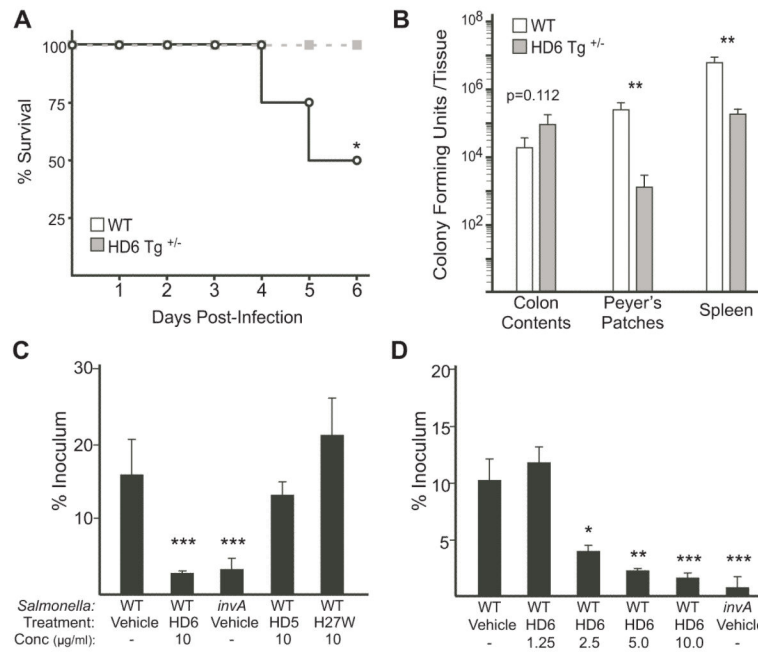 A
100
75
50
25
% Survival
*
WT
HD6 Tg +/-
1 2 3 4 5 6
Days Post-Infection
B
WT
HD6 Tg +/-
10^8
10^6
10^4
10^2
Colony Forming Units /Tissue
p=0.112
**
**
Colon Contents
Peyer's Patches
Spleen
C
30
20
10
% Inoculum
*** ***
Salmonella: WT WT invA WT WT
Treatment: Vehicle HD6 Vehicle HD5 H27W
Conc (µg/ml): - 10 - 10 10
D
20
15
10
5
% Inoculum
* ** *** ***
WT WT WT WT WT invA
Vehicle HD6 HD6 HD6 HD6 Vehicle
- 1.25 2.5 5.0 10.0 -